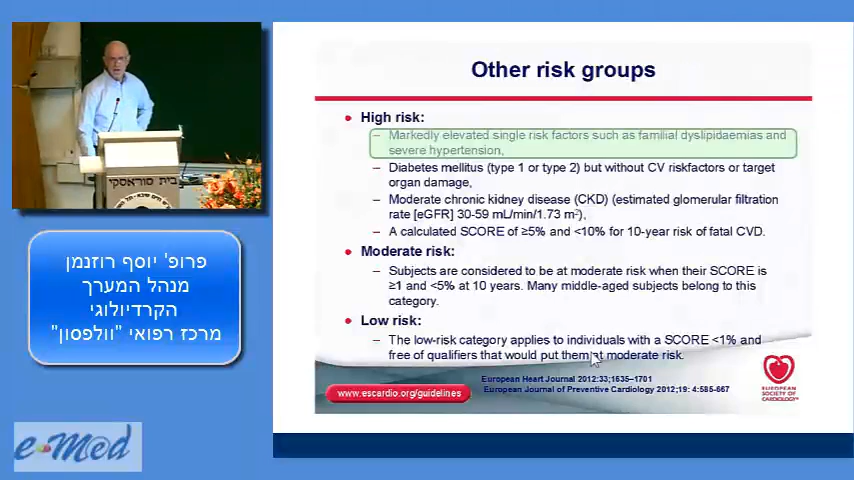 Other risk groups
• High risk:
– Markedly elevated single risk factors such as familial dyslipidaemias and
severe hypertension,
– Diabetes mellitus (type 1 or type 2) but without CV riskfactors or target
organ damage,
– Moderate chronic kidney disease (CKD) (estimated glomerular filtration
rate [eGFR] 30-59 mL/min/1.73 m²),
– A calculated SCORE of ≥5% and <10% for 10-year risk of fatal CVD.
• Moderate risk:
– Subjects are considered to be at moderate risk when their SCORE is
≥1 and <5% at 10 years. Many middle-aged subjects belong to this
category.
• Low risk:
– The low-risk category applies to individuals with a SCORE <1% and
free of qualifiers that would put them at moderate risk.
www.escardio.org/guidelines
European Heart Journal 2012:33;1635–1701
European Journal of Preventive Cardiology 2012;19: 4:585-667
EUROPEAN
SOCIETY OF
CARDIOLOGY
בית סוראסקי
פרופ' יוסף רוזנמן
מנהל המערך
הקרדיולוגי
מרכז רפואי "וולפסון"
e-Med